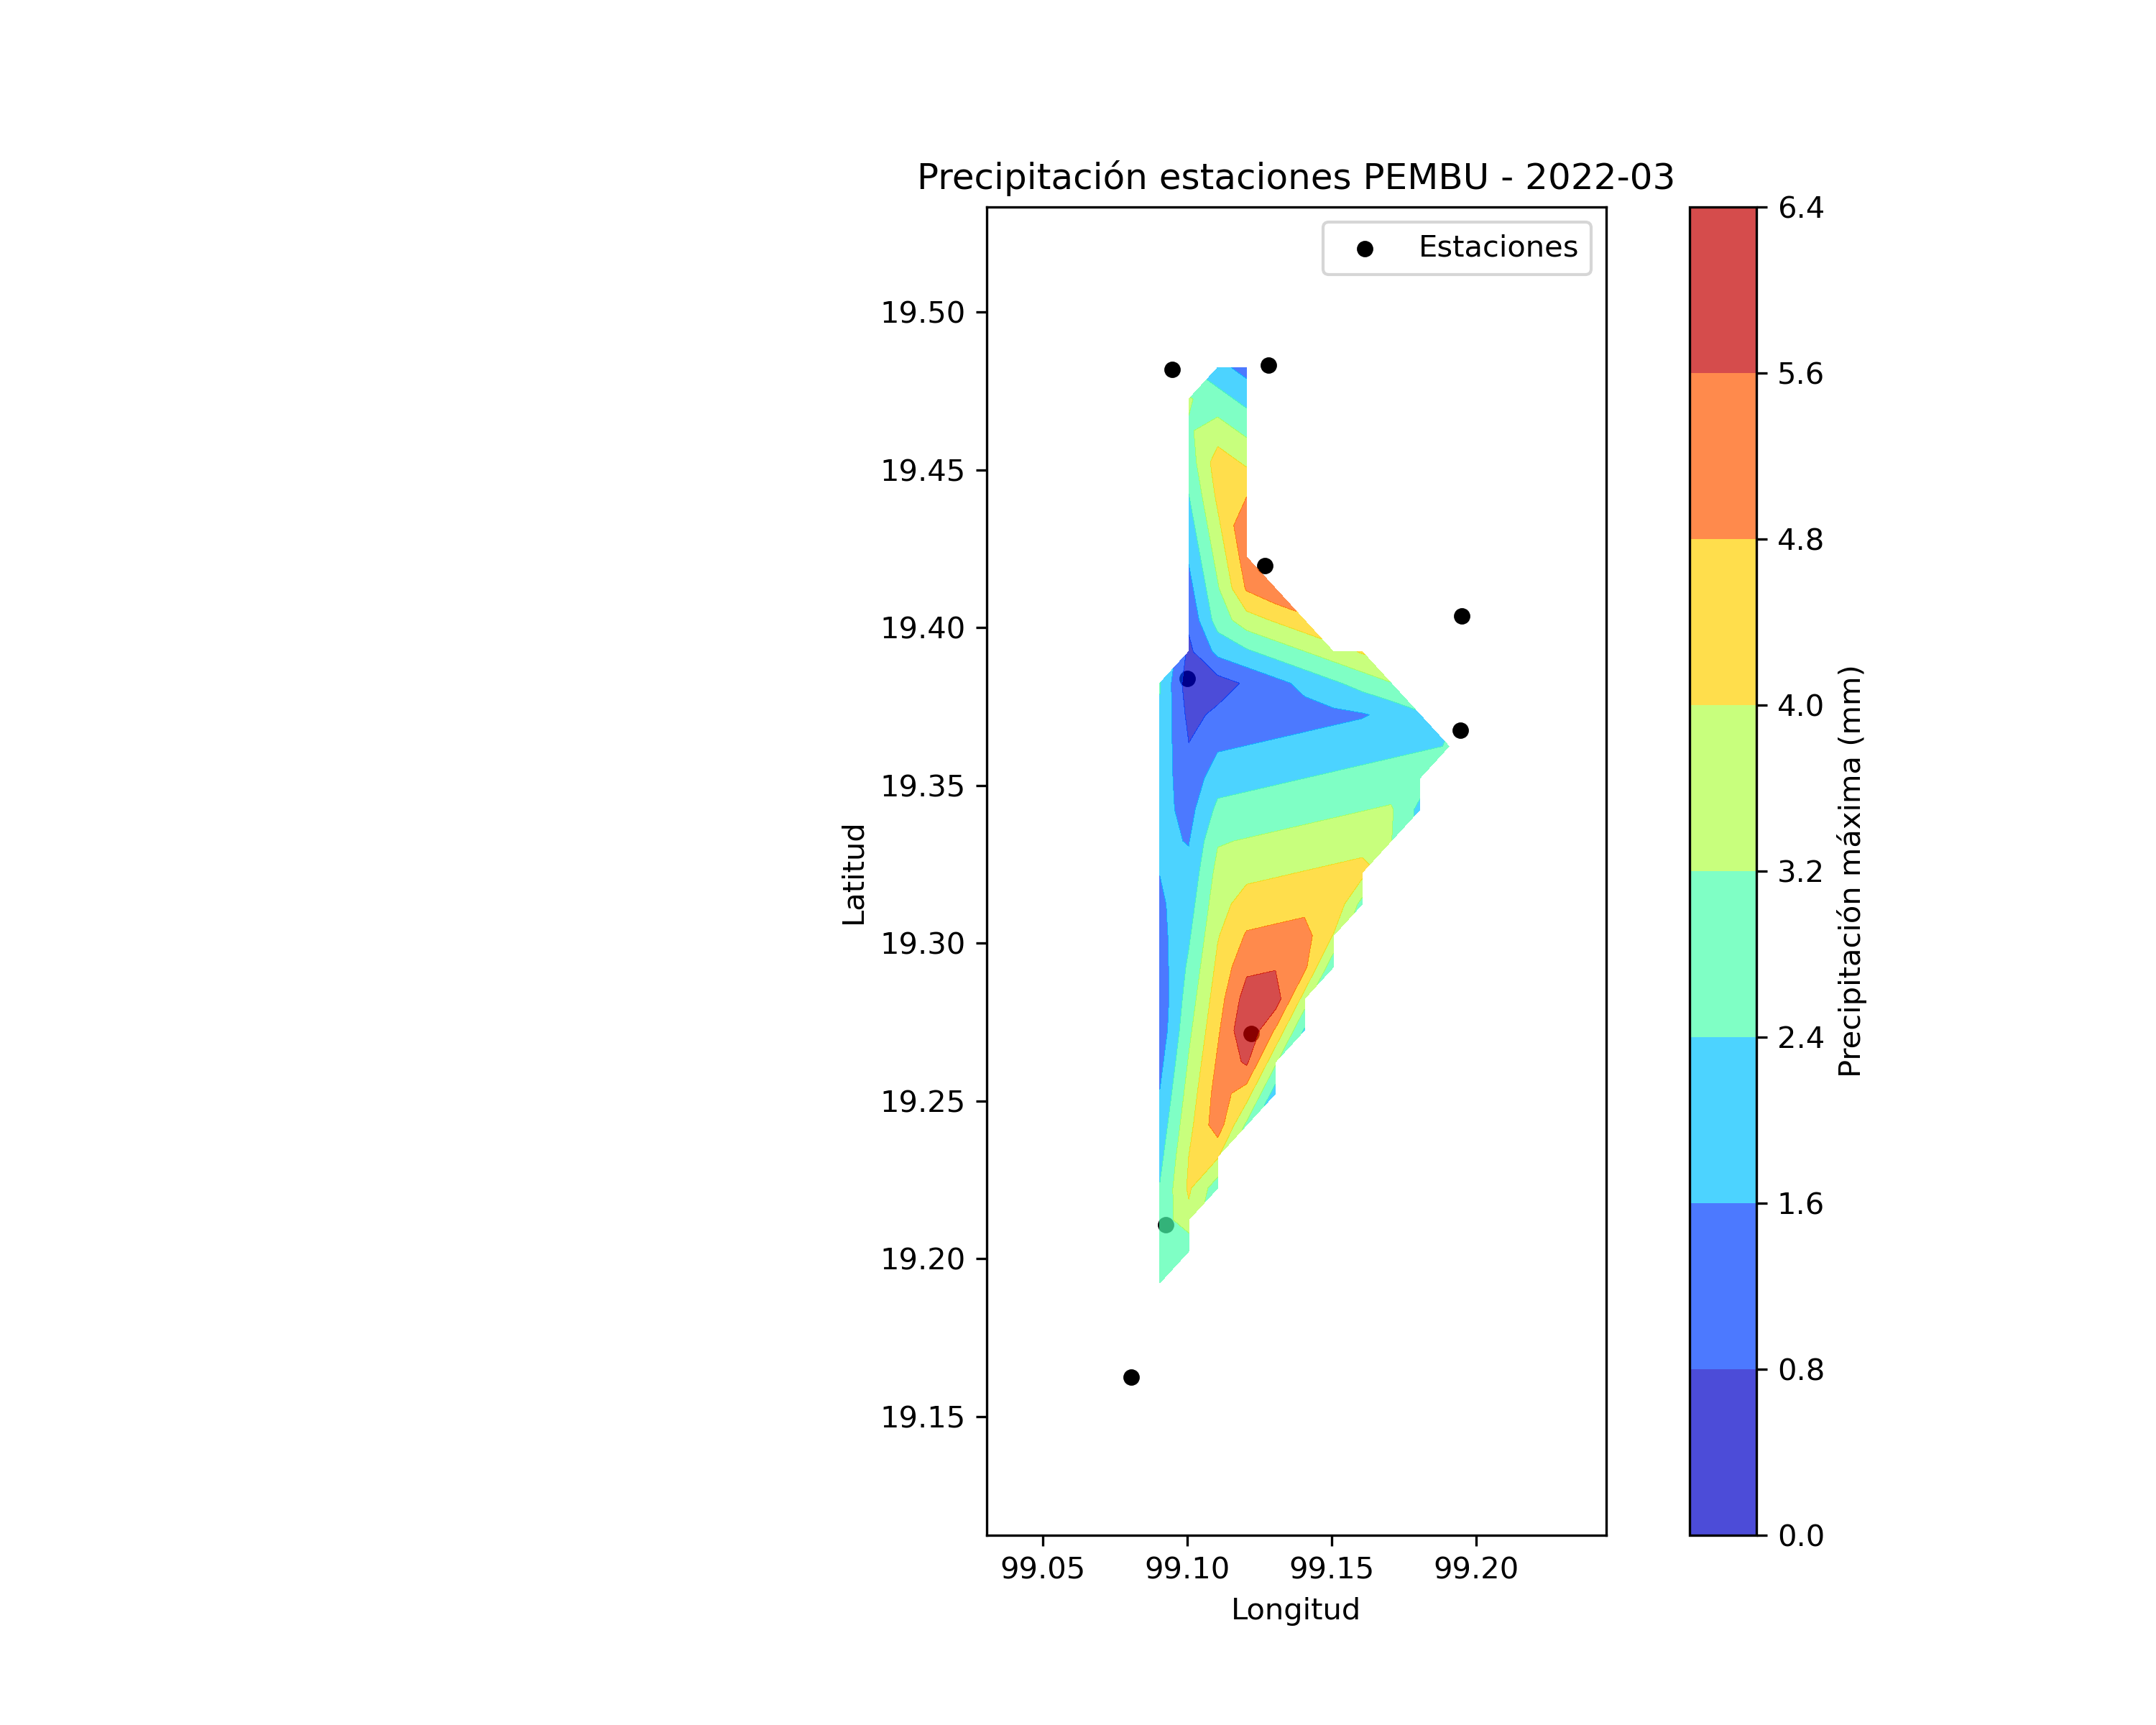 Precipitación estaciones PEMBU - 2022-03
Estaciones
19.50
19.45
19.40
19.35
19.30
19.25
19.20
19.15
Latitud
99.05 99.10 99.15 99.20
Longitud
6.4
5.6
4.8
4.0
3.2
2.4
1.6
0.8
0.0
Precipitación máxima (mm)